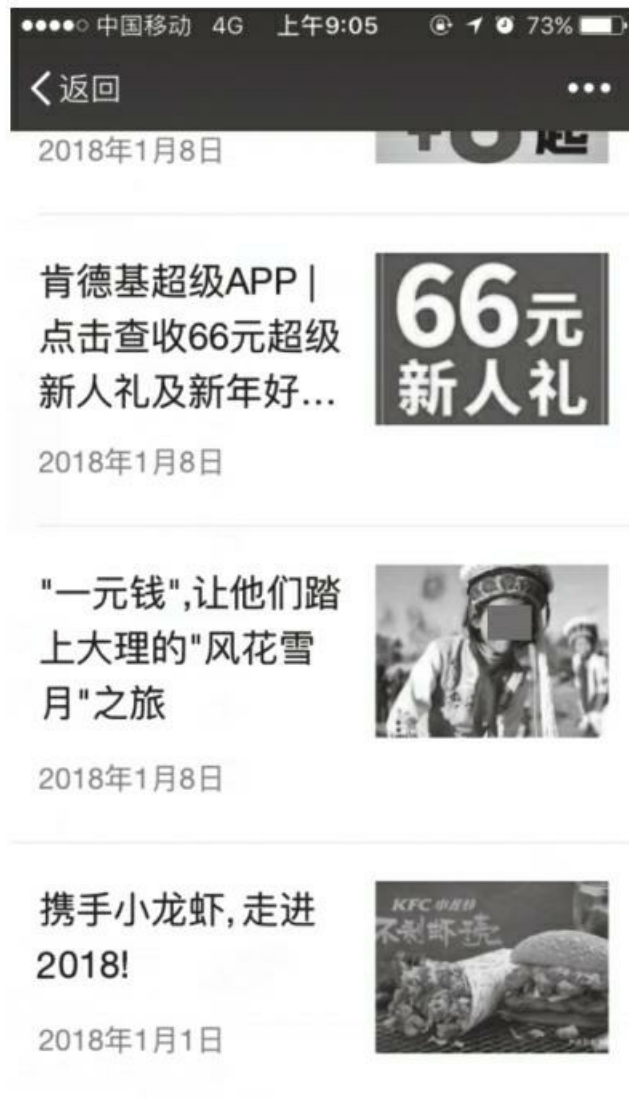 中国移动 4G 上午9:05 73%
返回
2018年1月8日
肯德基超级APP |
点击查收66元超级
新人礼及新年好...
66元
新人礼
2018年1月8日
"一元钱",让他们踏
上大理的"风花雪
月"之旅
2018年1月8日
携手小龙虾, 走进
2018!
KFC
2018年1月1日